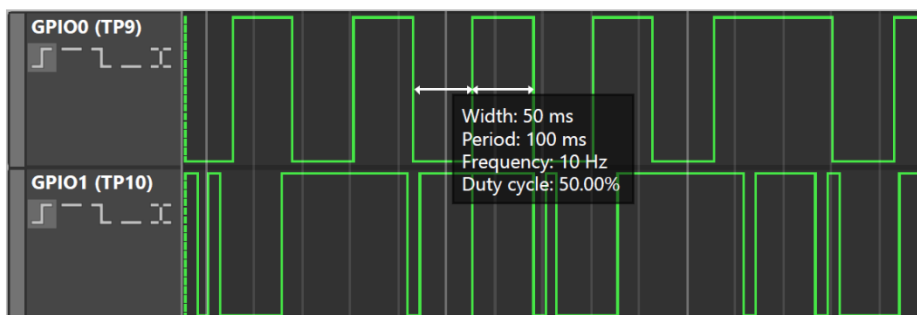 GPIO0 (TP9)
Width: 50 ms
Period: 100 ms
Frequency: 10 Hz
Duty cycle: 50.00%
GPIO1 (TP10)